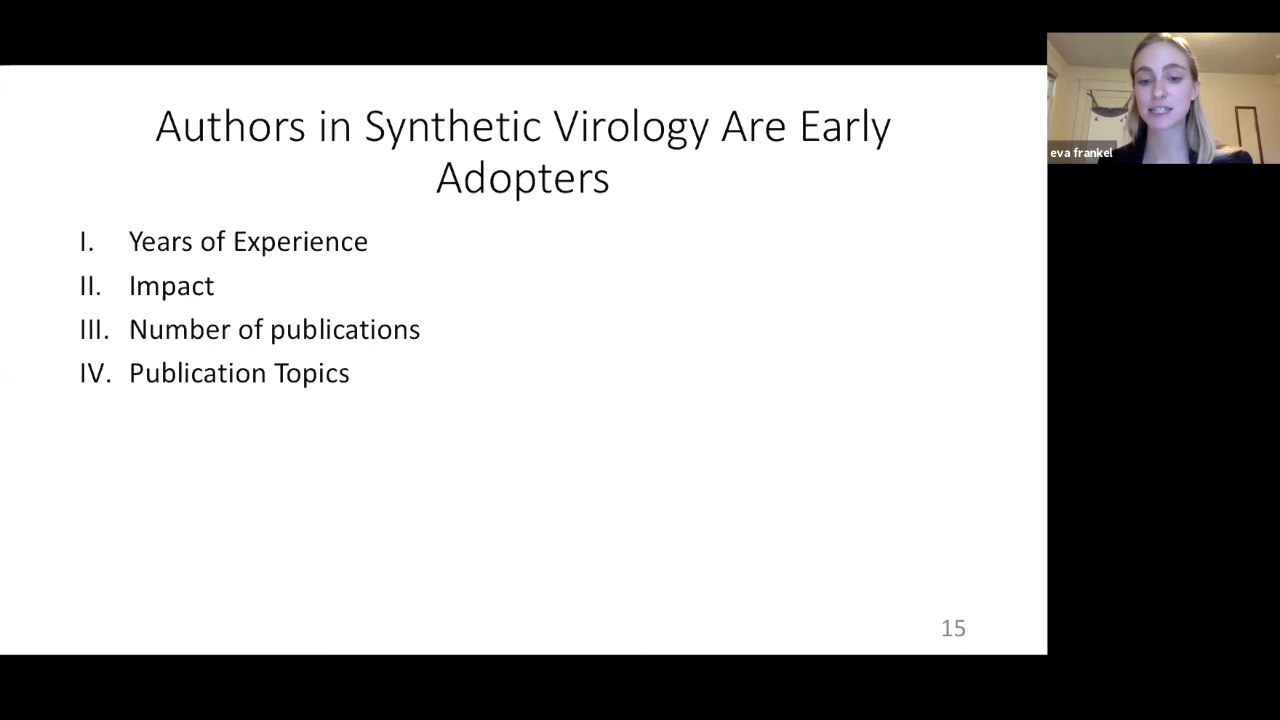 Authors in Synthetic Virology Are Early
Adopters
I. Years of Experience
II. Impact
III. Number of publications
IV. Publication Topics
15
eva frankel